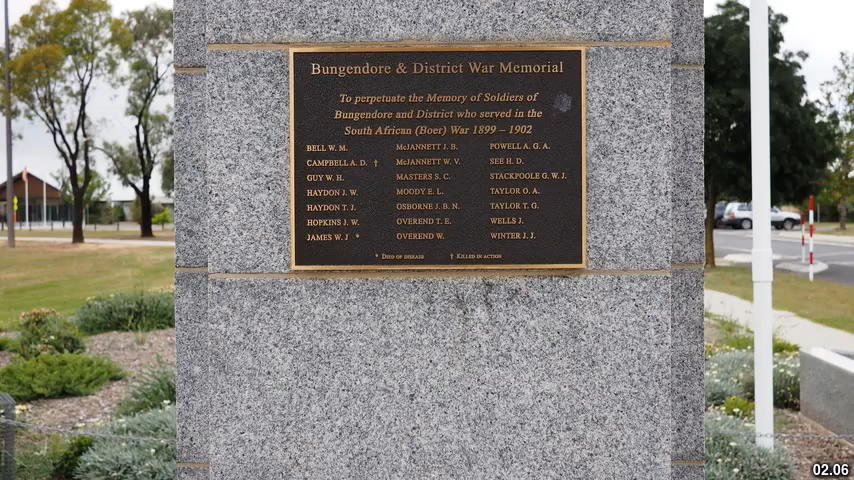 Bungendore & District War Memorial
To perpetuate the Memory of Soldiers of
Bungendore and District who served in the
South African (Boer) War 1899 – 1902
BELL W. M.
CAMPBELL A. D. †
GUY W. H.
HAYDON J. W.
HAYDON T. J.
HOPKINS J. W.
JAMES W. J *
McJANNETT J. B.
McJANNETT W. V.
MASTERS S. C.
MOODY E. L.
OSBORNE J. B. N.
OVEREND T. E.
OVEREND W.
POWELL A. G. A.
SEE H. D.
STACKPOOLE G. W. J.
TAYLOR O. A.
TAYLOR T. G.
WELLS J.
WINTER J. J.
* Died of disease
† Killed in action
02.06